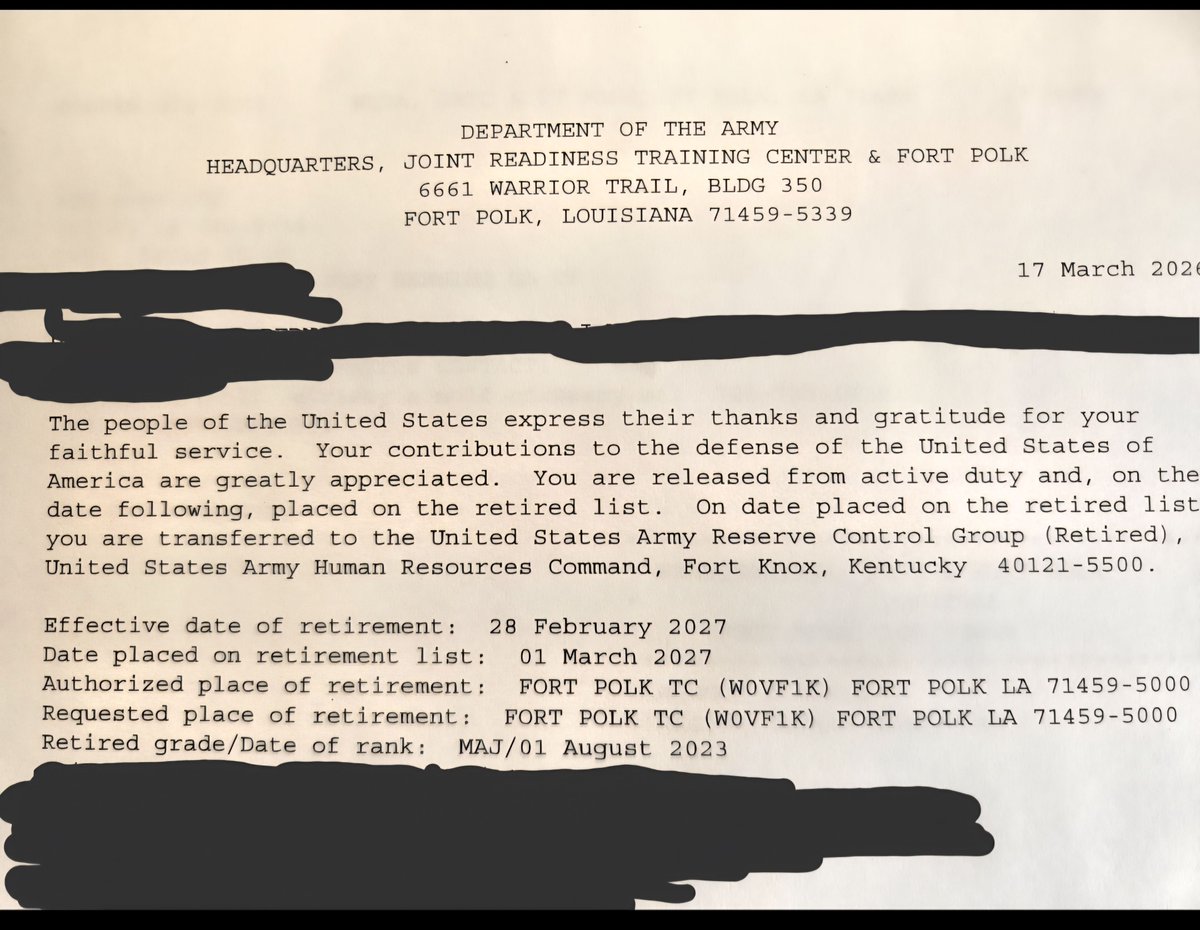 DEPARTMENT OF THE ARMY
HEADQUARTERS, JOINT READINESS TRAINING CENTER & FORT POLK
6661 WARRIOR TRAIL, BLDG 350
FORT POLK, LOUISIANA 71459-5339
17 March 2026
The people of the United States express their thanks and gratitude for your
faithful service.  Your contributions to the defense of the United States of
America are greatly appreciated.  You are released from active duty and, on the
date following, placed on the retired list.  On date placed on the retired list
you are transferred to the United States Army Reserve Control Group (Retired),
United States Army Human Resources Command, Fort Knox, Kentucky  40121-5500.
Effective date of retirement:  28 February 2027
Date placed on retirement list:  01 March 2027
Authorized place of retirement:  FORT POLK TC (W0VF1K) FORT POLK LA 71459-5000
Requested place of retirement:  FORT POLK TC (W0VF1K) FORT POLK LA 71459-5000
Retired grade/Date of rank:  MAJ/01 August 2023